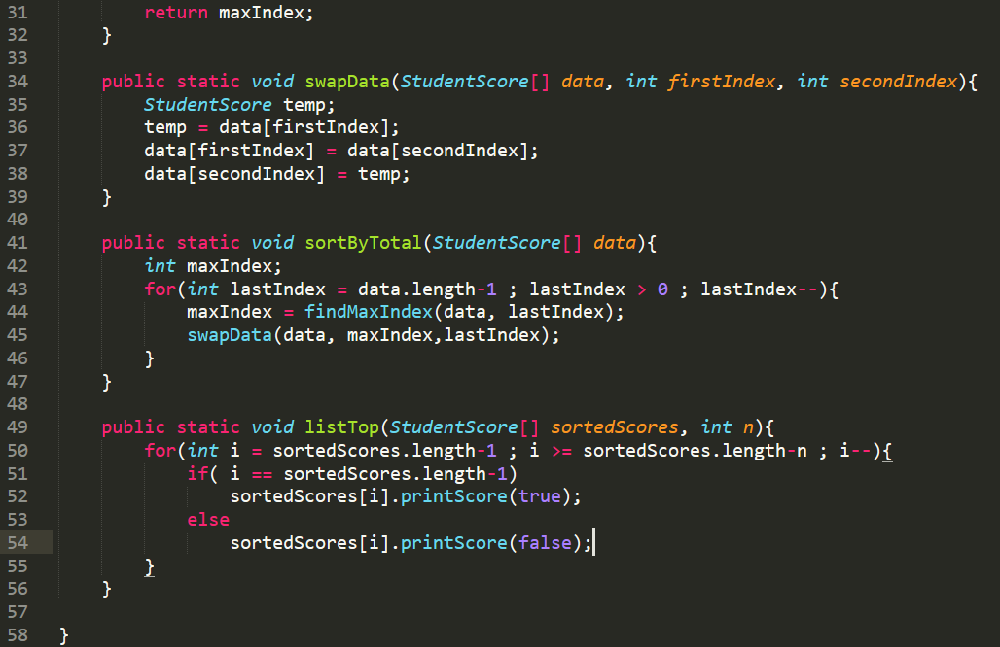 31 return maxIndex;
32 }
33
34 public static void swapData(StudentScore[] data, int firstIndex, int secondIndex){
35 StudentScore temp;
36 temp = data[firstIndex];
37 data[firstIndex] = data[secondIndex];
38 data[secondIndex] = temp;
39 }
40
41 public static void sortByTotal(StudentScore[] data){
42 int maxIndex;
43 for(int lastIndex = data.length-1 ; lastIndex > 0 ; lastIndex--){
44 maxIndex = findMaxIndex(data, lastIndex);
45 swapData(data, maxIndex,lastIndex);
46 }
47 }
48
49 public static void listTop(StudentScore[] sortedScores, int n){
50 for(int i = sortedScores.length-1 ; i >= sortedScores.length-n ; i--){
51 if( i == sortedScores.length-1)
52 sortedScores[i].printScore(true);
53 else
54 sortedScores[i].printScore(false);
55 }
56 }
57
58 }